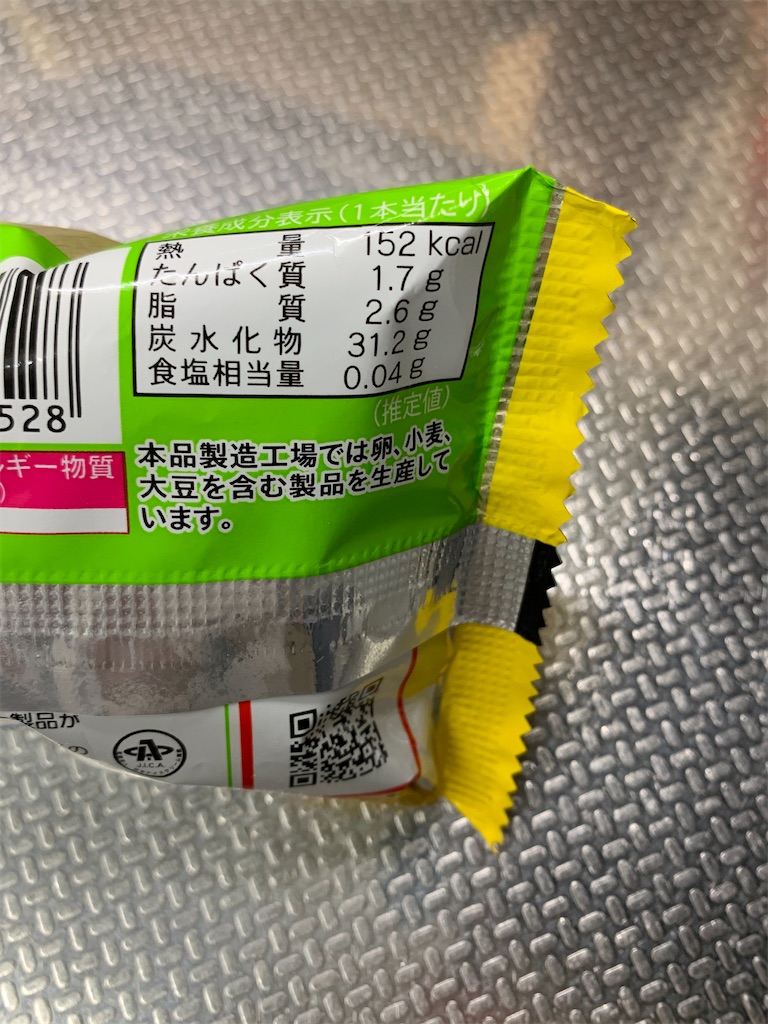 栄養成分表示(1本当たり)
熱量 152 kcal
たんぱく質 1.7 g
脂質 2.6 g
炭水化物 31.2 g
食塩相当量 0.04 g
(推定値)
528
ギー物質
)
本品製造工場では卵、小麦、
大豆を含む製品を生産して
います。
製品が
の
J.I.C.A.